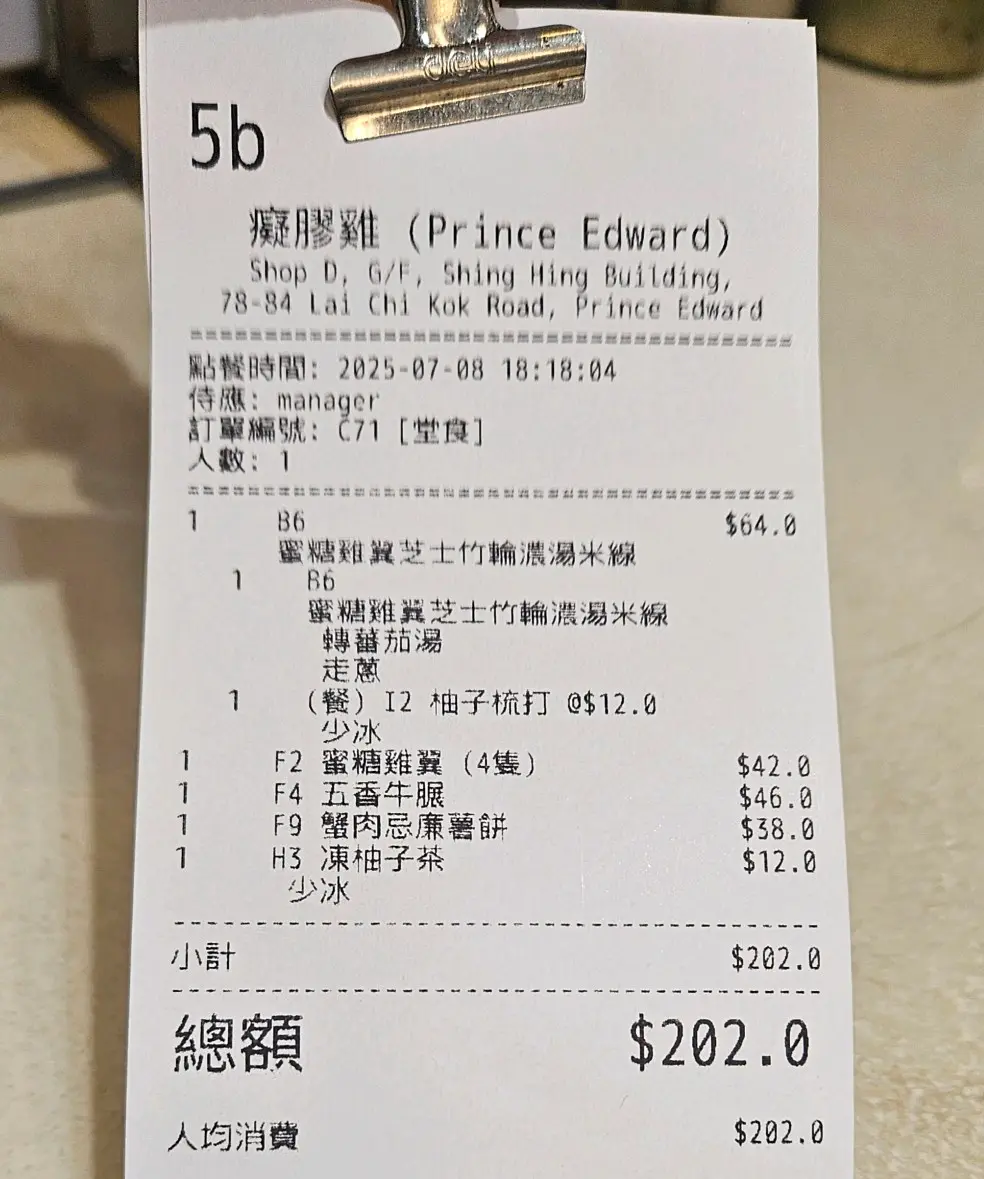 deli
5b
癡膠雞 (Prince Edward)
Shop D, G/F, Shing Hing Building,
78-84 Lai Chi Kok Road, Prince Edward
點餐時間: 2025-07-08 18:18:04
侍應: manager
訂單編號: C71 [堂食]
人數: 1
1 B6 $64.0
蜜糖雞翼芝士竹輪濃湯米線
1 B6
蜜糖雞翼芝士竹輪濃湯米線
轉蕃茄湯
走蔥
1 (餐) I2 柚子梳打 @$12.0
少冰
1 F2 蜜糖雞翼 (4隻) $42.0
1 F4 五香牛𦟌 $46.0
1 F9 蟹肉忌廉薯餅 $38.0
1 H3 凍柚子茶 $12.0
少冰
小計 $202.0
總額 $202.0
人均消費 $202.0